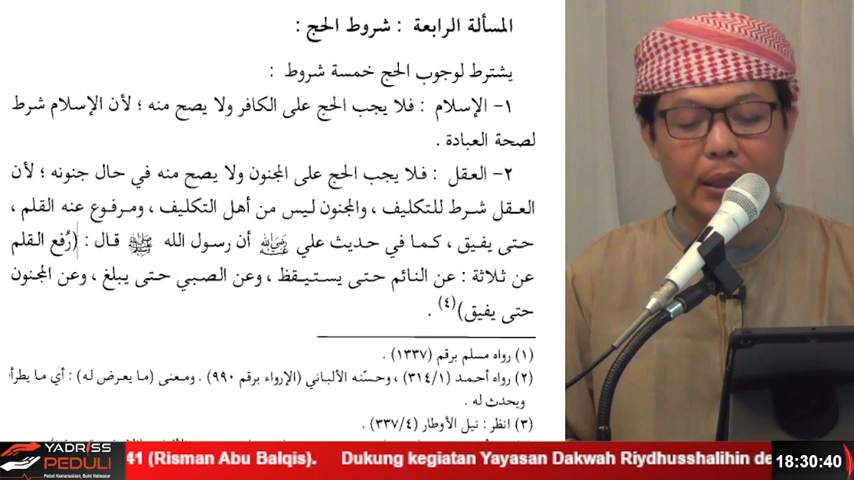 المسألة الرابعة : شروط الحج :
يشترط لوجوب الحج خمسة شروط :
١- الإسلام : فلا يجب الحج على الكافر ولا يصح منه ؛ لأن الإسلام شرط
لصحة العبادة .
٢- العقل : فلا يجب الحج على المجنون ولا يصح منه في حال جنونه ؛ لأن
العقل شرط للتكليف ، والمجنون ليس من أهل التكليف ، ومرفوع عنه القلم ،
حتى يفيق ، كما في حديث علي رضي الله عنه أن رسول الله ﷺ قال : (رُفع القلم
عن ثلاثة : عن النائم حتى يستيقظ ، وعن الصبي حتى يبلغ ، وعن المجنون
حتى يفيق)(٤) .
(١) رواه مسلم برقم (١٣٣٧) .
(٢) رواه أحمد (٣١٤/١) ، وحسّنه الألباني (الإرواء برقم ٩٩٠) . ومعنى (ما يعرض له) : أي ما يطرأ
ويحدث له .
(٣) انظر : نيل الأوطار (٣٣٧/٤) .
YADRISS
PEDULI
Peduli Kemanusiaan, Bukti Keimanan
41 (Risman Abu Balqis). Dukung kegiatan Yayasan Dakwah Riydhusshalihin de
18:30:40